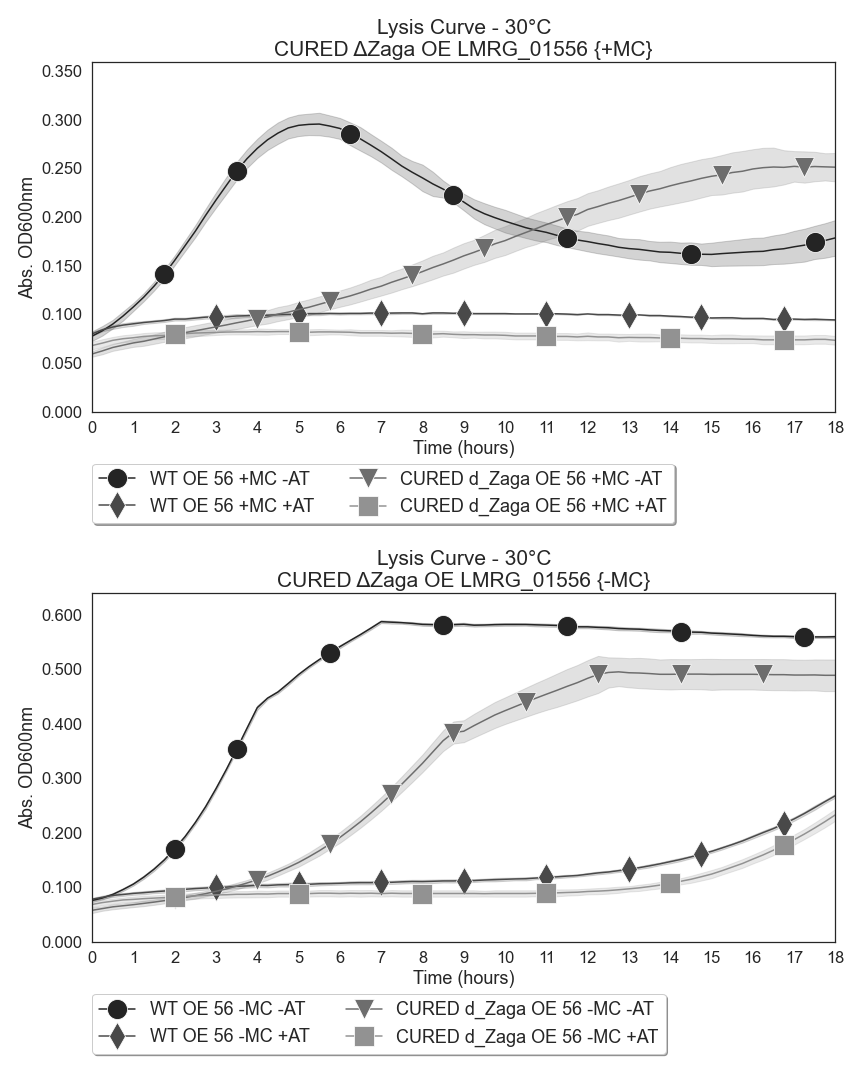 Lysis Curve - 30°C
CURED ΔZaga OE LMRG_01556 {+MC}
Abs. OD600nm
0.350
0.300
0.250
0.200
0.150
0.100
0.050
0.000
0 1 2 3 4 5 6 7 8 9 10 11 12 13 14 15 16 17 18
Time (hours)
WT OE 56 +MC -AT
WT OE 56 +MC +AT
CURED d_Zaga OE 56 +MC -AT
CURED d_Zaga OE 56 +MC +AT
Lysis Curve - 30°C
CURED ΔZaga OE LMRG_01556 {-MC}
Abs. OD600nm
0.600
0.500
0.400
0.300
0.200
0.100
0.000
0 1 2 3 4 5 6 7 8 9 10 11 12 13 14 15 16 17 18
Time (hours)
WT OE 56 -MC -AT
WT OE 56 -MC +AT
CURED d_Zaga OE 56 -MC -AT
CURED d_Zaga OE 56 -MC +AT